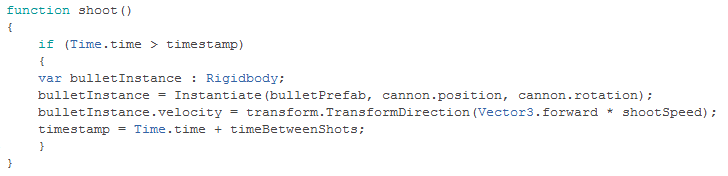 function shoot()
{
    if (Time.time > timestamp)
    {
    var bulletInstance : Rigidbody;
    bulletInstance = Instantiate(bulletPrefab, cannon.position, cannon.rotation);
    bulletInstance.velocity = transform.TransformDirection(Vector3.forward * shootSpeed);
    timestamp = Time.time + timeBetweenShots;
    }
}